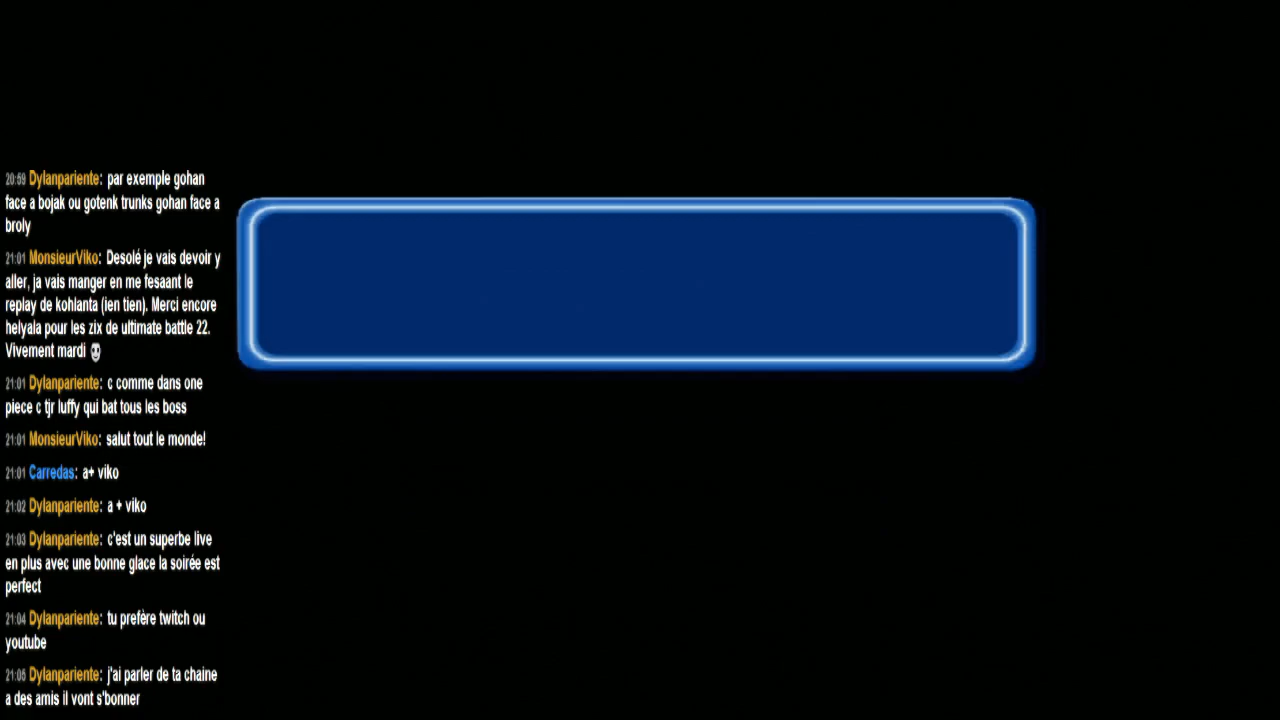 20:59 Dylanpariente: par exemple gohan
face a bojak ou gotenk trunks gohan face a
broly
21:01 MonsieurViko: Desolé je vais devoir y
aller, ja vais manger en me fesaant le
replay de kohlanta (ien tien). Merci encore
helyala pour les zix de ultimate battle 22.
Vivement mardi
21:01 Dylanpariente: c comme dans one
piece c tjr luffy qui bat tous les boss
21:01 MonsieurViko: salut tout le monde!
21:01 Carredas: a+ viko
21:02 Dylanpariente: a + viko
21:03 Dylanpariente: c'est un superbe live
en plus avec une bonne glace la soirée est
perfect
21:04 Dylanpariente: tu prefère twitch ou
youtube
21:05 Dylanpariente: j'ai parler de ta chaine
a des amis il vont s'bonner